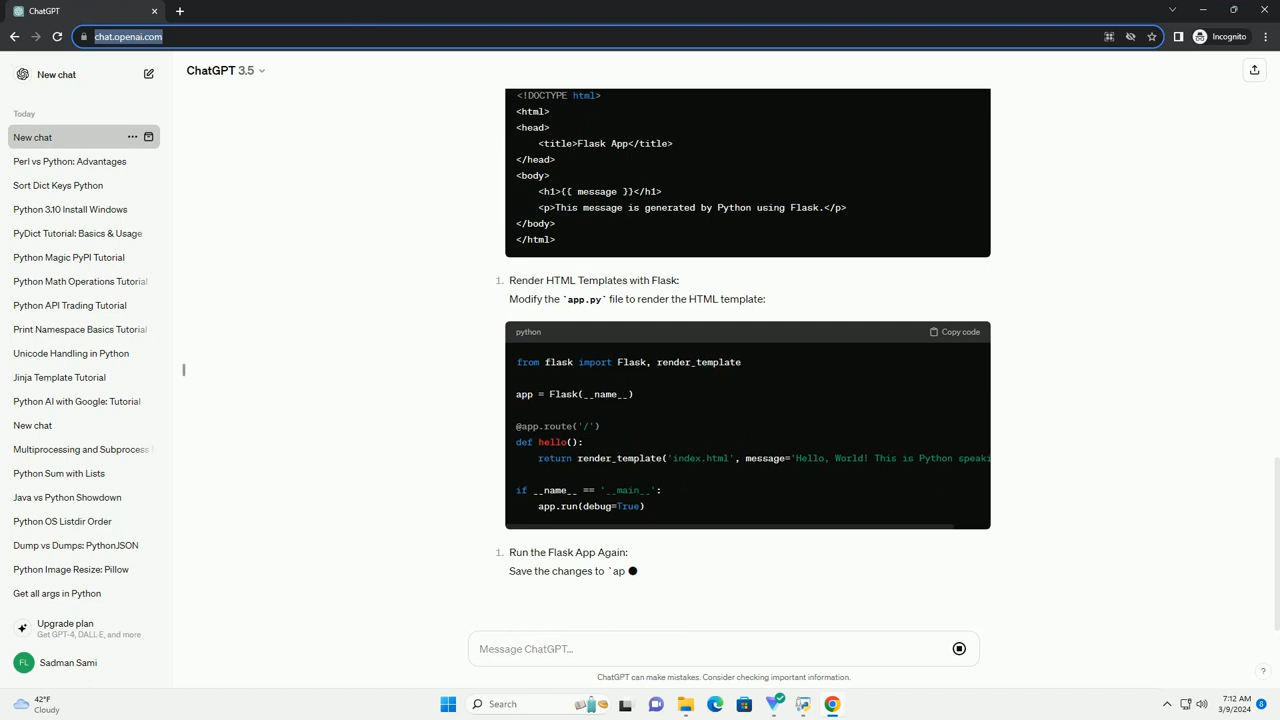 ChatGPT
chat.openai.com
Incognito
New chat
ChatGPT 3.5
Today
New chat
Perl vs Python: Advantages
Sort Dict Keys Python
Python 3.10 Install Windows
PyDict Tutorial: Basics & Usage
Python Magic PyPI Tutorial
Python Math Operations Tutorial
Python API Trading Tutorial
Print Namespace Basics Tutorial
Unicode Handling in Python
Jinja Template Tutorial
Python AI with Google: Tutorial
New chat
Multiprocessing and Subprocess
Python Sum with Lists
Java vs Python Showdown
Python OS Listdir Order
Dump vs Dumps: PythonJSON
Python Image Resize: Pillow
Get all args in Python
Upgrade plan
Get GPT-4, DALL·E, and more
FL
Sadman Sami
<!DOCTYPE html>
<html>
<head>
<title>Flask App</title>
</head>
<body>
<h1>{{ message }}</h1>
<p>This message is generated by Python using Flask.</p>
</body>
</html>
1. Render HTML Templates with Flask:
Modify the `app.py` file to render the HTML template:
python
Copy code
from flask import Flask, render_template
app = Flask(__name__)
@app.route('/')
def hello():
return render_template('index.html', message='Hello, World! This is Python speaki
if __name__ == '__main__':
app.run(debug=True)
1. Run the Flask App Again:
Save the changes to `ap
Message ChatGPT...
ChatGPT can make mistakes. Consider checking important information.
?
42°F
Cloudy
Search
7:12 AM
3/9/2024
6